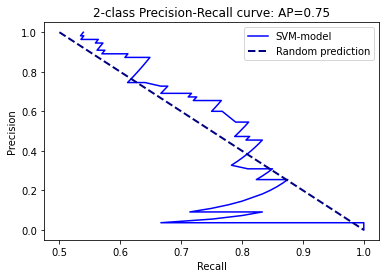 2-class Precision-Recall curve: AP=0.75
SVM-model
Random prediction
Precision
1.0
0.8
0.6
0.4
0.2
0.0
0.5
0.6
0.7
0.8
0.9
1.0
Recall